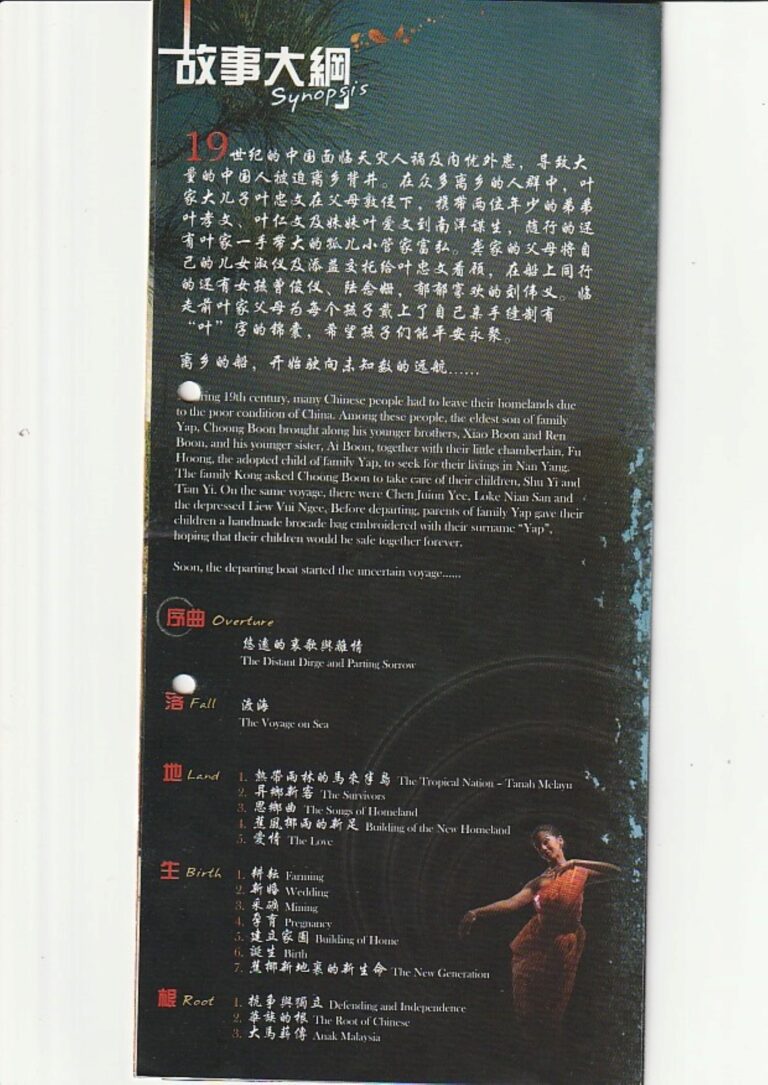 故事大綱
Synopsis
19世纪的中国面临天灾人祸及内忧外患，导致大
量的中国人被迫离乡背井。在众多离乡的人群中，叶
家大儿子叶忠文在父母敦促下，携带两位年少的弟弟
叶孝文、叶仁文及妹妹叶爱文到南洋谋生，随行的还
有叶家一手带大的孤儿小管家富弘。龚家的父母将自
己的儿女淑仪及添益交托给叶忠文看顾，在船上同行
的还有女孩曾俊仪、陆念姗，郁郁寡欢的刘伟义。临
走前叶家父母为每个孩子戴上了自己亲手缝制有
“叶”字的锦囊，希望孩子们能平安永聚。
离乡的船，开始驶向未知数的远航……
ring 19th century, many Chinese people had to leave their homelands due
to the poor condition of China. Among these people, the eldest son of family
Yap, Choong Boon brought along his younger brothers, Xiao Boon and Ren
Boon, and his younger sister, Ai Boon, together with their little chamberlain, Fu
Hoong, the adopted child of family Yap, to seek for their livings in Nan Yang.
The family Kong asked Choong Boon to take care of their children, Shu Yi and
Tian Yi. On the same voyage, there were Chen Juion Yee, Loke Nian San and
the depressed Liew Vui Ngee, Before departing, parents of family Yap gave their
children a handmade brocade bag embroidered with their surname “Yap”,
hoping that their children would be safe together forever.
Soon, the departing boat started the uncertain voyage......
序曲 Overture
悠遠的哀歌與離情
The Distant Dirge and Parting Sorrow
落 Fall 渡海
The Voyage on Sea
地 Land 1. 熱帶雨林的馬來半島 The Tropical Nation – Tanah Melayu
2. 异鄉新客 The Survivors
3. 思鄉曲 The Songs of Homeland
4. 蕉風椰雨的新足 Building of the New Homeland
5. 愛情 The Love
生 Birth 1. 耕耘 Farming
2. 新婚 Wedding
3. 采礦 Mining
4. 孕育 Pregnancy
5. 建立家園 Building of Home
6. 誕生 Birth
7. 蕉椰新地裏的新生命 The New Generation
根 Root 1. 抗争與獨立 Defending and Independence
2. 華族的根 The Root of Chinese
3. 大馬薪傳 Anak Malaysia